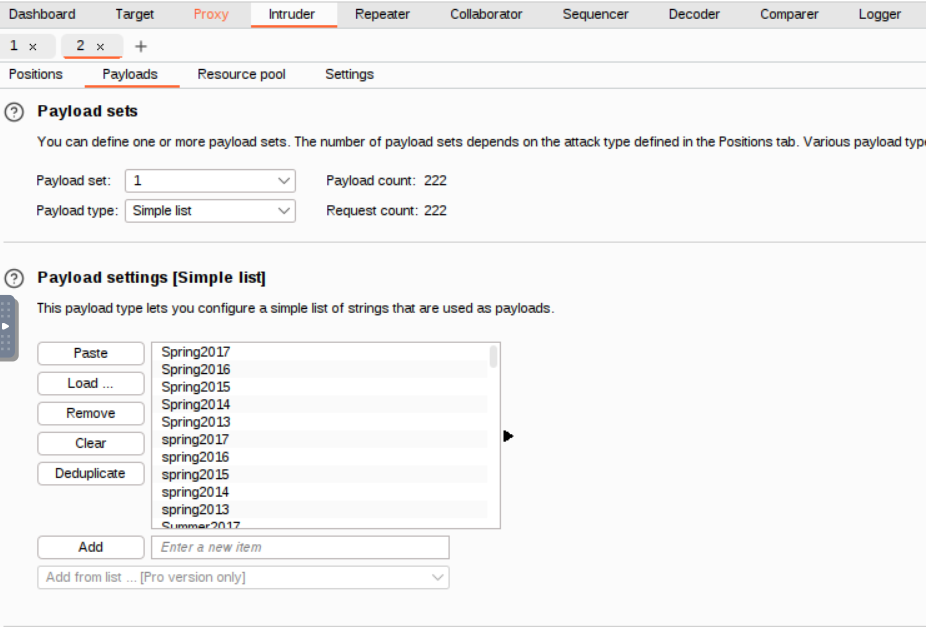 Dashboard Target Proxy Intruder Repeater Collaborator Sequencer Decoder Comparer Logger
1 × 2 × +
Positions Payloads Resource pool Settings
? Payload sets
You can define one or more payload sets. The number of payload sets depends on the attack type defined in the Positions tab. Various payload type
Payload set: 1 Payload count: 222
Payload type: Simple list Request count: 222
? Payload settings [Simple list]
This payload type lets you configure a simple list of strings that are used as payloads.
Paste
Load ...
Remove
Clear
Deduplicate
Spring2017
Spring2016
Spring2015
Spring2014
Spring2013
spring2017
spring2016
spring2015
spring2014
spring2013
Summer2017
Add Enter a new item
Add from list ... [Pro version only]